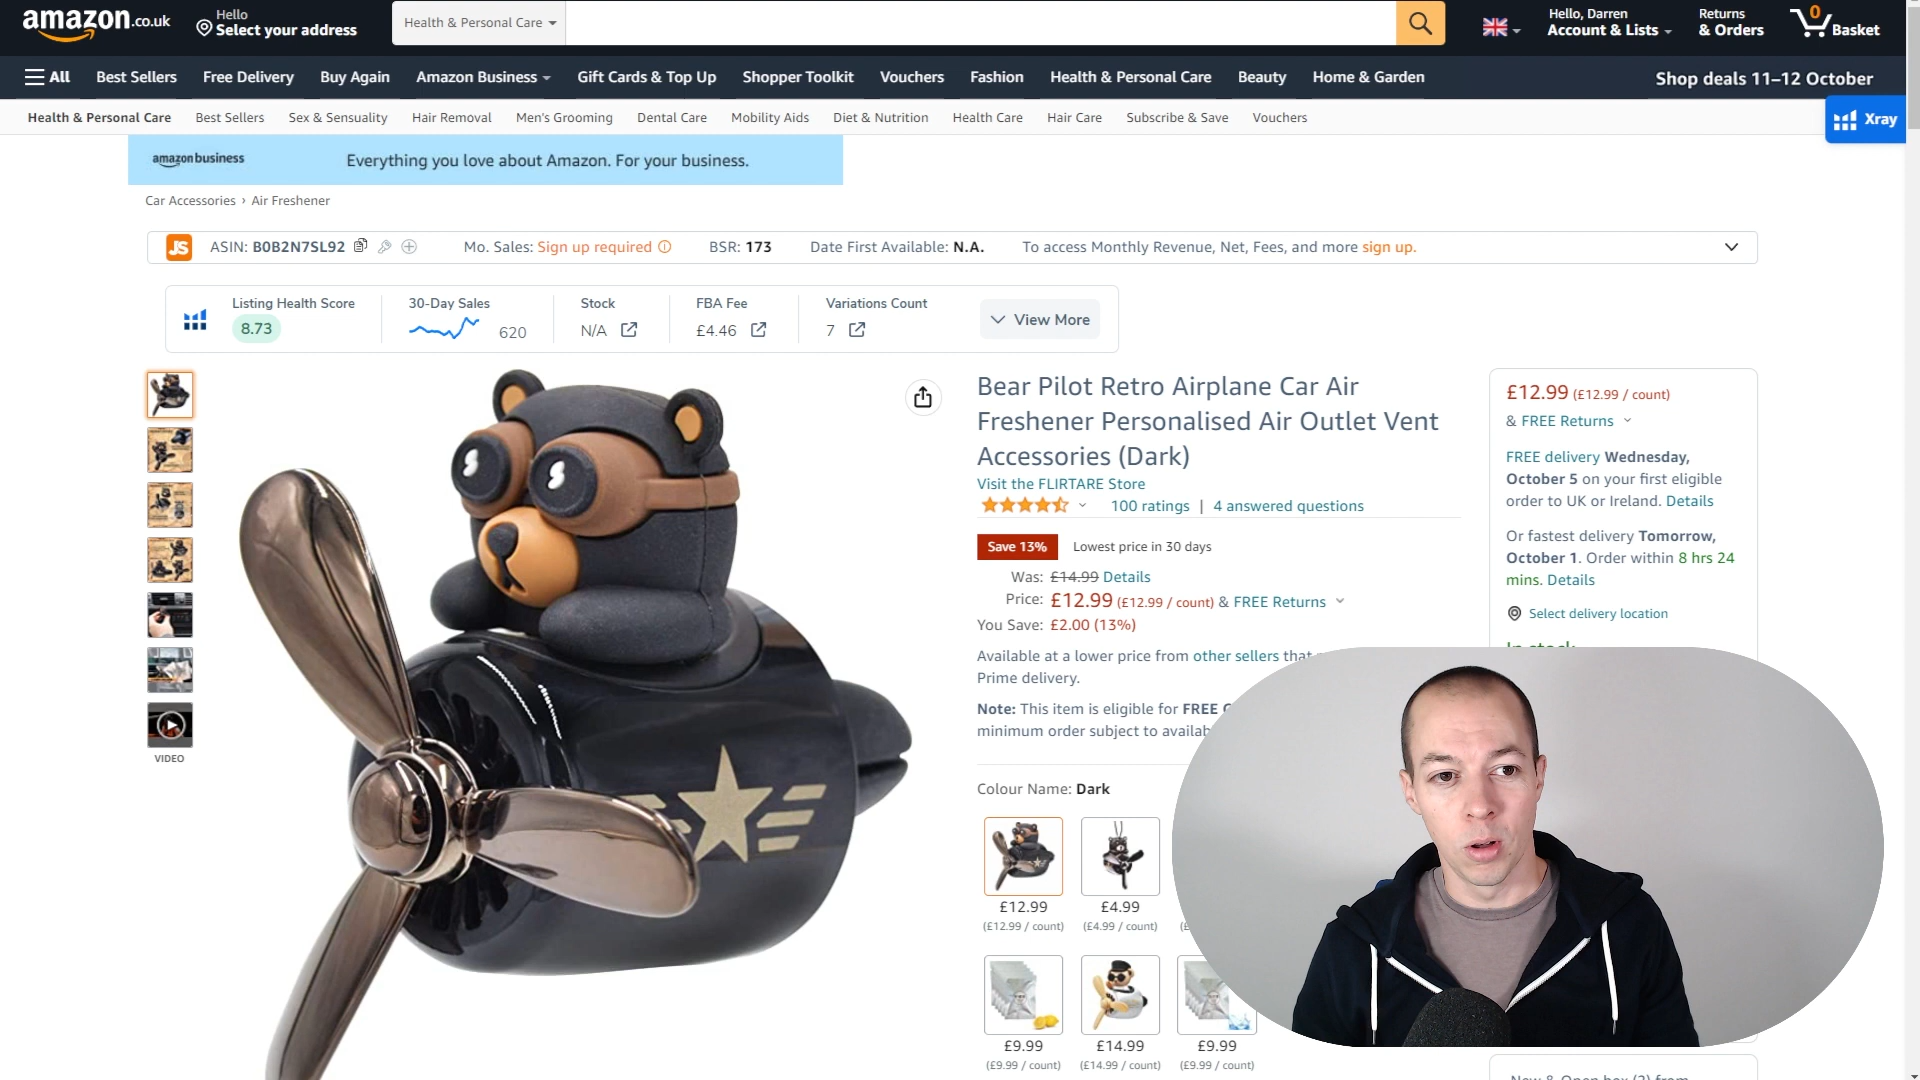 amazon.co.uk
Hello
Select your address
Health & Personal Care
Hello, Darren
Account & Lists
Returns
& Orders
0
Basket
All
Best Sellers
Free Delivery
Buy Again
Amazon Business
Gift Cards & Top Up
Shopper Toolkit
Vouchers
Fashion
Health & Personal Care
Beauty
Home & Garden
Shop deals 11–12 October
Health & Personal Care
Best Sellers
Sex & Sensuality
Hair Removal
Men's Grooming
Dental Care
Mobility Aids
Diet & Nutrition
Health Care
Hair Care
Subscribe & Save
Vouchers
Xray
amazon business
Everything you love about Amazon. For your business.
Car Accessories › Air Freshener
JS
ASIN: B0B2N7SL92
Mo. Sales: Sign up required
BSR: 173
Date First Available: N.A.
To access Monthly Revenue, Net, Fees, and more sign up.
Listing Health Score
8.73
30-Day Sales
620
Stock
N/A
FBA Fee
£4.46
Variations Count
7
View More
VIDEO
Bear Pilot Retro Airplane Car Air
Freshener Personalised Air Outlet Vent
Accessories (Dark)
Visit the FLIRTARE Store
100 ratings | 4 answered questions
Save 13%
Lowest price in 30 days
Was: £14.99 Details
Price: £12.99 (£12.99 / count) & FREE Returns
You Save: £2.00 (13%)
Available at a lower price from other sellers that
Prime delivery.
Note: This item is eligible for FREE
minimum order subject to availab
Colour Name: Dark
£12.99
(£12.99 / count)
£4.99
(£4.99 / count)
£9.99
(£9.99 / count)
£14.99
(£14.99 / count)
£9.99
(£9.99 / count)
£12.99 (£12.99 / count)
& FREE Returns
FREE delivery Wednesday,
October 5 on your first eligible
order to UK or Ireland. Details
Or fastest delivery Tomorrow,
October 1. Order within 8 hrs 24
mins. Details
Select delivery location
In stock